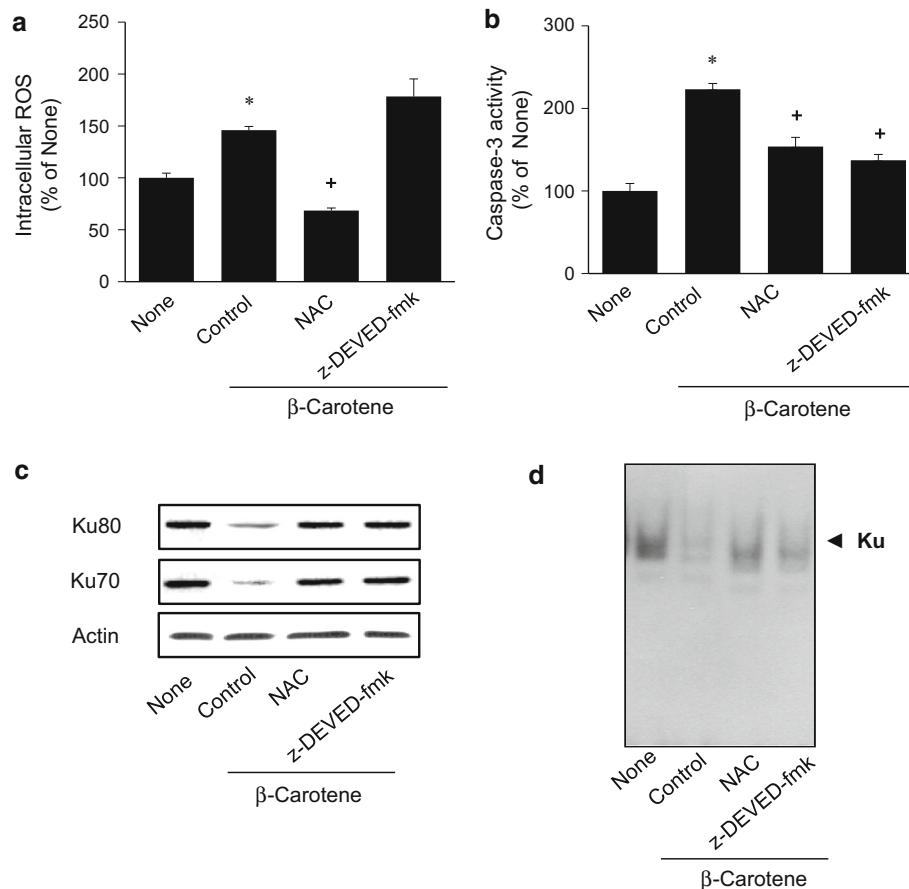 a
Intracellular ROS
(% of None)
250
200
150
100
50
0
*
+
None
Control
NAC
z-DEVED-fmk
β-Carotene
b
Caspase-3 activity
(% of None)
300
200
100
0
*
+
+
None
Control
NAC
z-DEVED-fmk
β-Carotene
c
Ku80
Ku70
Actin
None
Control
NAC
z-DEVED-fmk
β-Carotene
d
Ku
None
Control
NAC
z-DEVED-fmk
β-Carotene